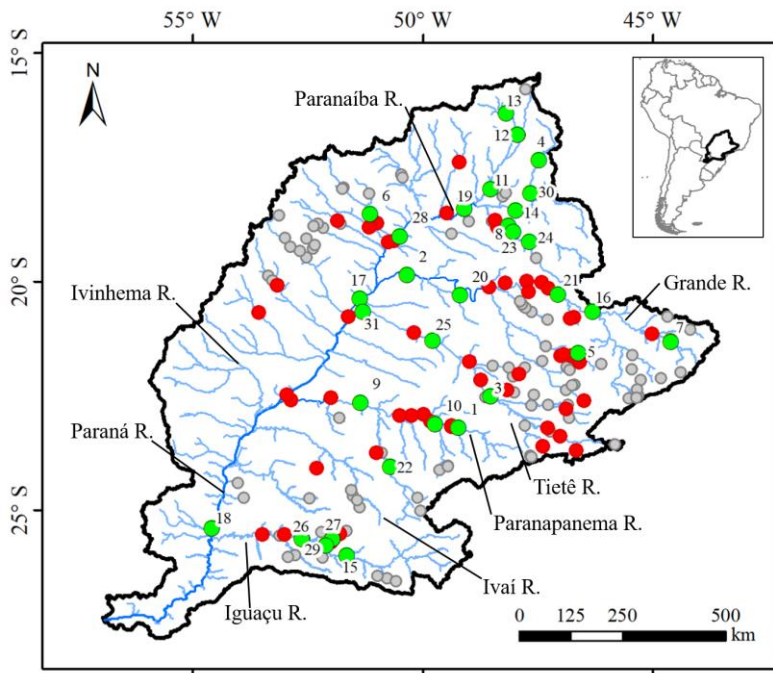 55° W 50° W 45° W
15° S
N
Paranaíba R.
13
12
4
11
30
6
19
14
28
8
23
24
2
20° S
17
20
21
16
Grande R.
Ivinhema R.
31
25
7
5
9
3
10
1
Paraná R.
22
Tietê R.
25° S
Paranapanema R.
18
26
27
29
15
Ivaí R.
Iguaçu R.
0 125 250 500
km